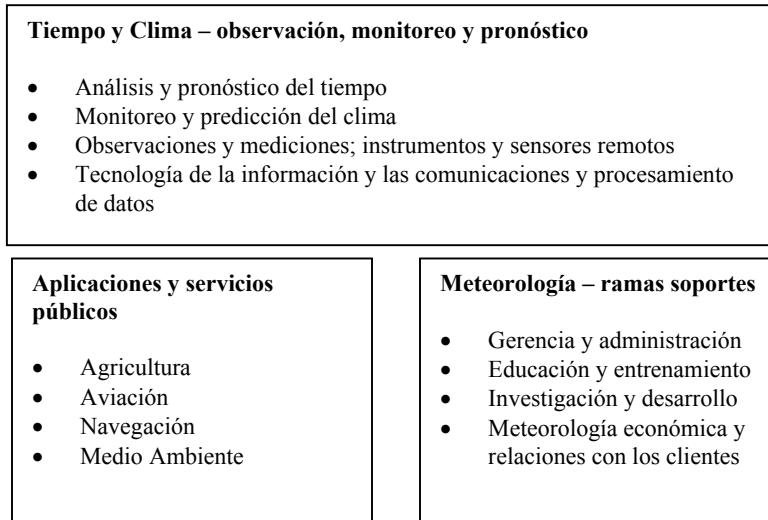 Tiempo y Clima – observación, monitoreo y pronóstico
• Análisis y pronóstico del tiempo
• Monitoreo y predicción del clima
• Observaciones y mediciones; instrumentos y sensores remotos
• Tecnología de la información y las comunicaciones y procesamiento
de datos
Aplicaciones y servicios
públicos
• Agricultura
• Aviación
• Navegación
• Medio Ambiente
Meteorología – ramas soportes
• Gerencia y administración
• Educación y entrenamiento
• Investigación y desarrollo
• Meteorología económica y
relaciones con los clientes